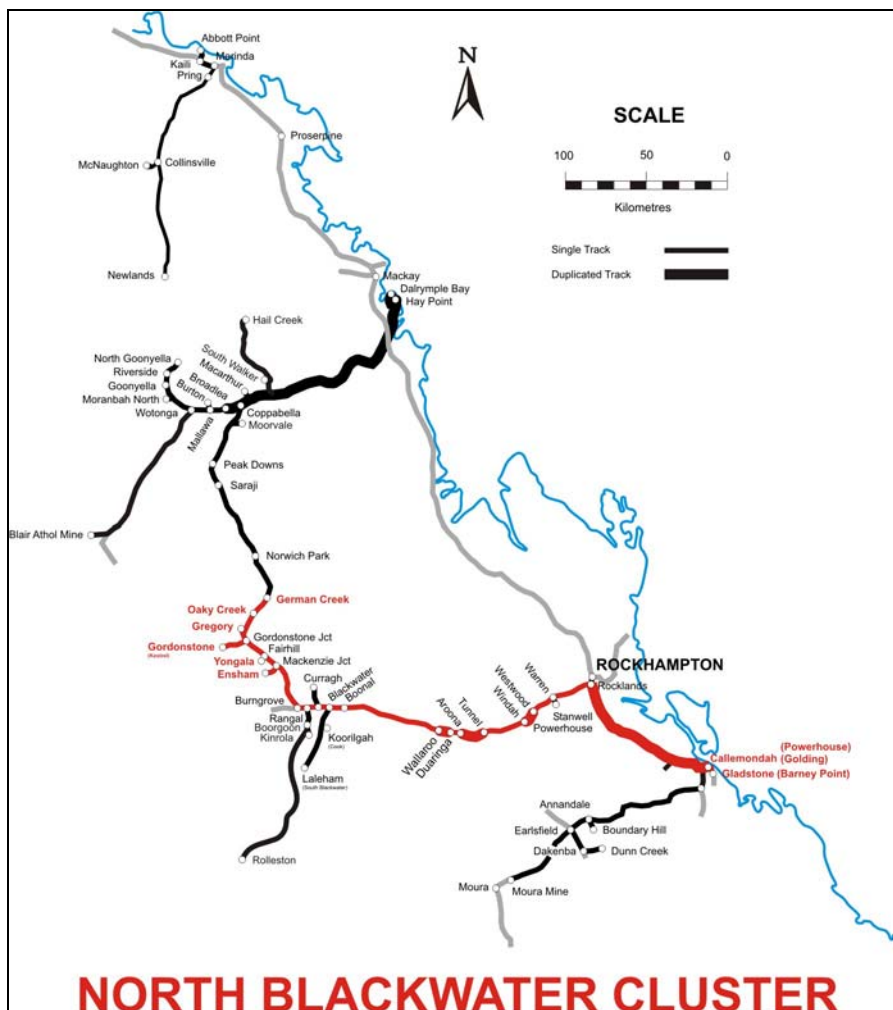 Abbott Point
Kaili
Merinda
Pring
N
SCALE
100
50
0
Kilometres
Proserpine
McNaughton
Collinsville
Single Track
Duplicated Track
Newlands
Mackay
Dalrymple Bay
Hay Point
Hail Creek
North Goonyella
Riverside
Goonyella
Moranbah North
Wotonga
South Walker
Macarthur
Broadlea
Burton
Mallawa
Coppabella
Moorvale
Peak Downs
Saraji
Blair Athol Mine
Norwich Park
German Creek
Oaky Creek
Gregory
Gordonstone Jct
Gordonstone
(Kestrel)
Fairhill
Yongala
Mackenzie Jct
Ensham
Curragh
Burngrove
Blackwater
Boonal
Rangal
Boorgoon
Kinrola
Koorilgah
(Cook)
Laleham
(South Blackwater)
Rolleston
Wallaroo
Duaringa
Aroona
Tunnel
Windah
Westwood
Warren
Stanwell
Powerhouse
ROCKHAMPTON
Rocklands
(Powerhouse)
Callemondah (Golding)
Gladstone (Barney Point)
Annandale
Earlsfield
Boundary Hill
Dakenba
Dunn Creek
Moura
Moura Mine
NORTH BLACKWATER CLUSTER